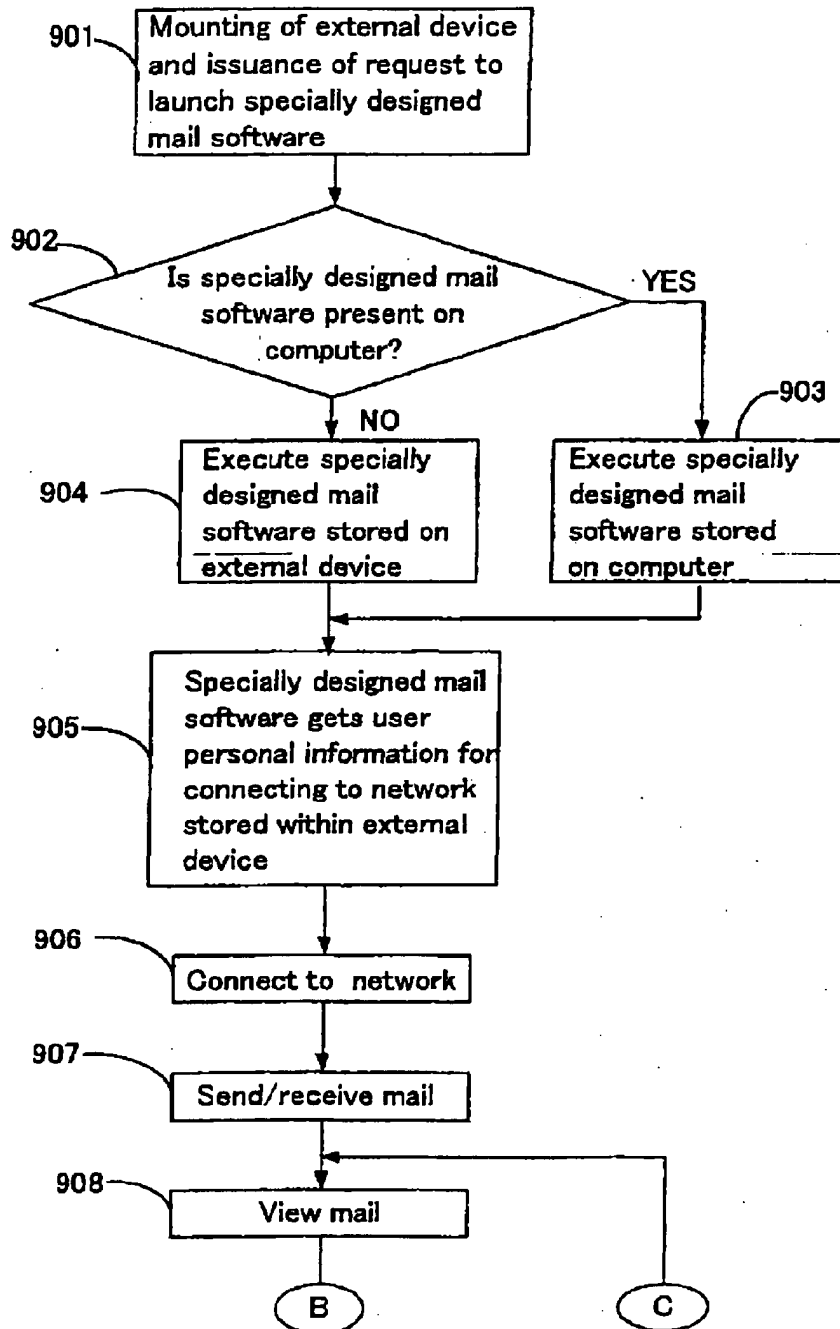 901
Mounting of external device
and issuance of request to
launch specially designed
mail software
902
Is specially designed mail
software present on
computer?
YES
NO
903
904
Execute specially
designed mail
software stored on
external device
Execute specially
designed mail
software stored
on computer
905
Specially designed mail
software gets user
personal information for
connecting to network
stored within external
device
906
Connect to network
907
Send/receive mail
908
View mail
B
C